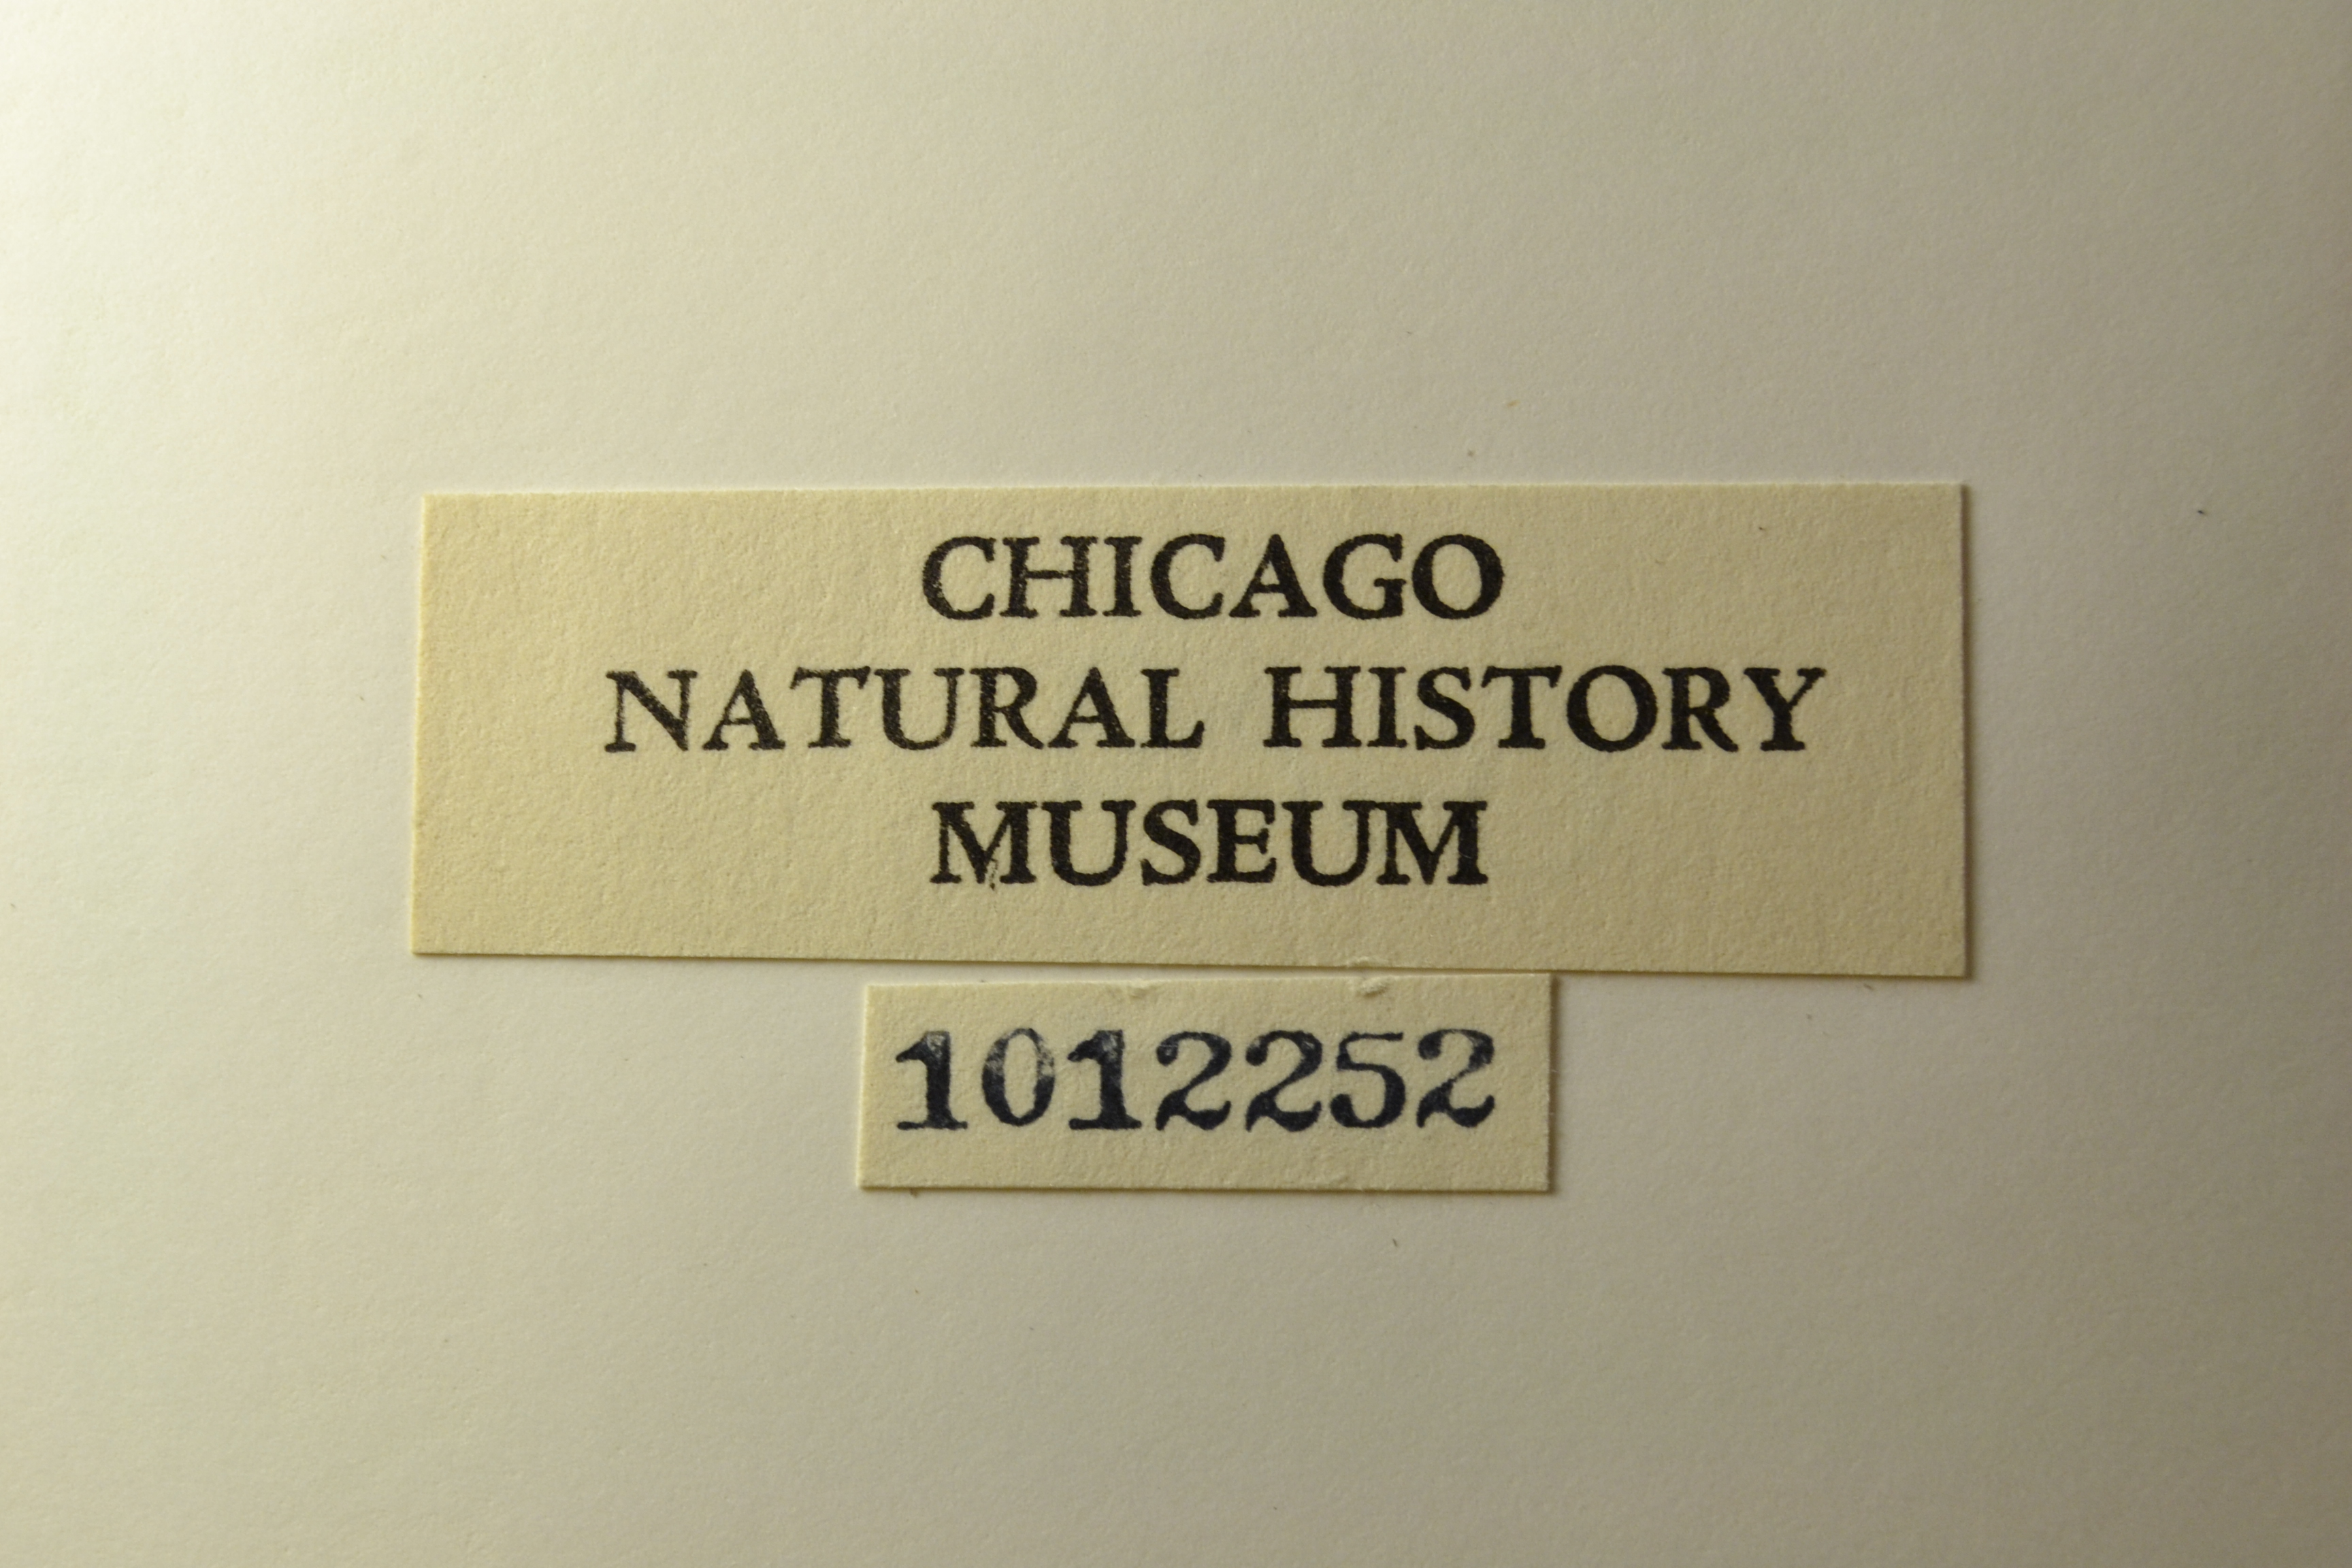 CHICAGO
NATURAL HISTORY
MUSEUM
1012252